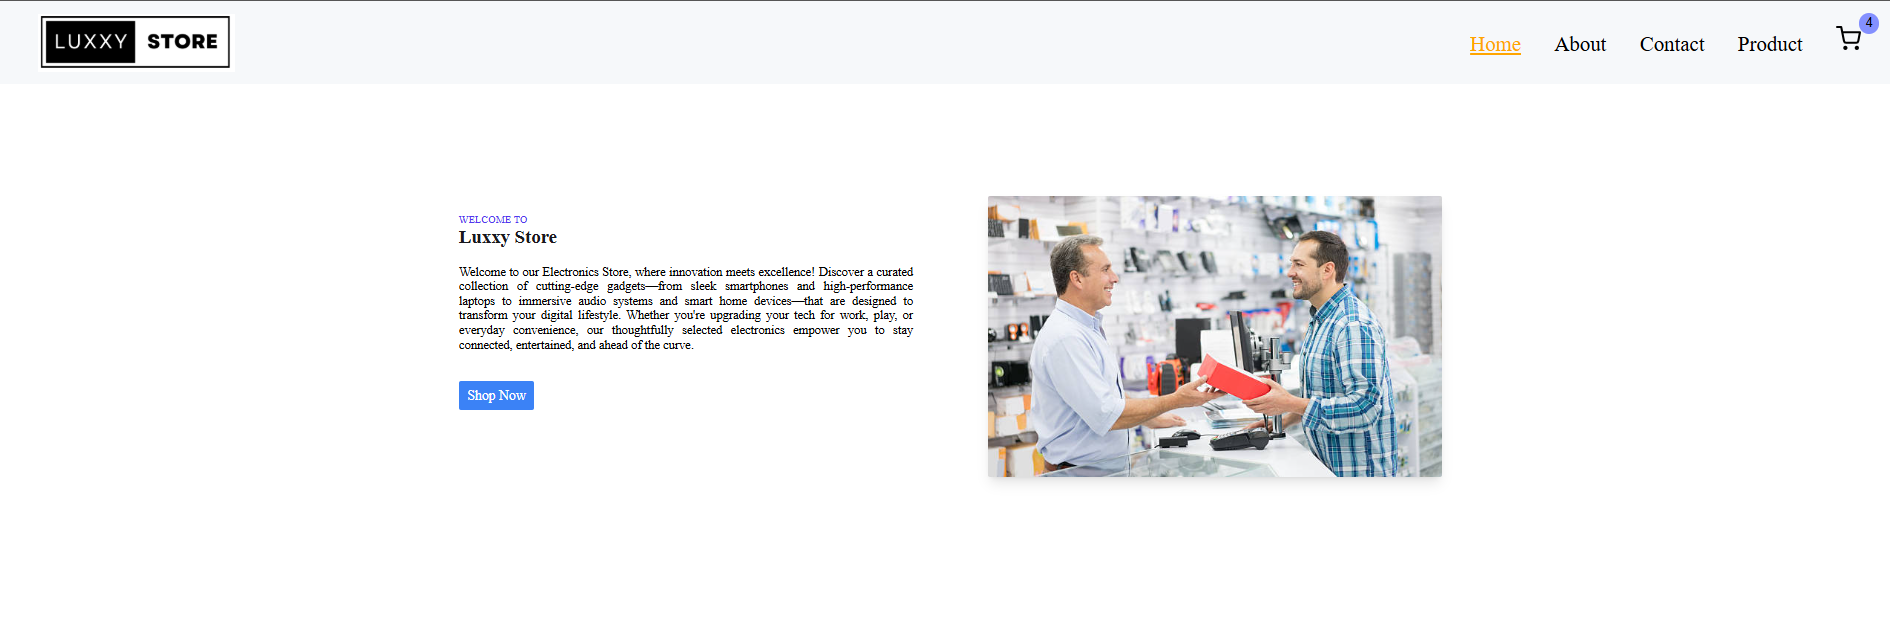 LUXXY STORE
Home About Contact Product 4
WELCOME TO
Luxxy Store
Welcome to our Electronics Store, where innovation meets excellence! Discover a curated
collection of cutting-edge gadgets—from sleek smartphones and high-performance
laptops to immersive audio systems and smart home devices—that are designed to
transform your digital lifestyle. Whether you're upgrading your tech for work, play, or
everyday convenience, our thoughtfully selected electronics empower you to stay
connected, entertained, and ahead of the curve.
Shop Now